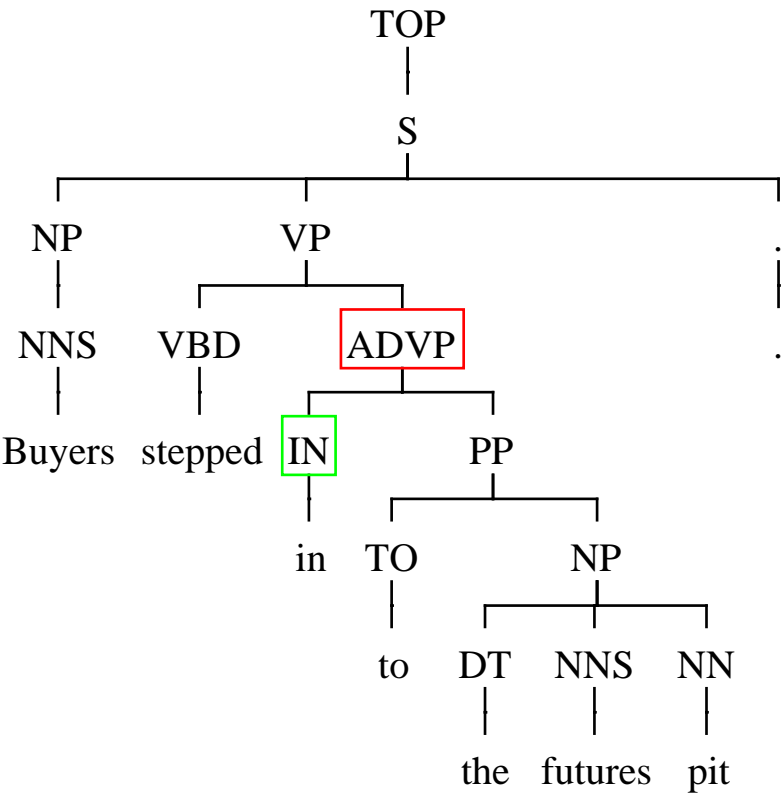 TOP
S
NP VP .
NNS VBD ADVP .
Buyers stepped IN PP
in TO NP
to DT NNS NN
the futures pit